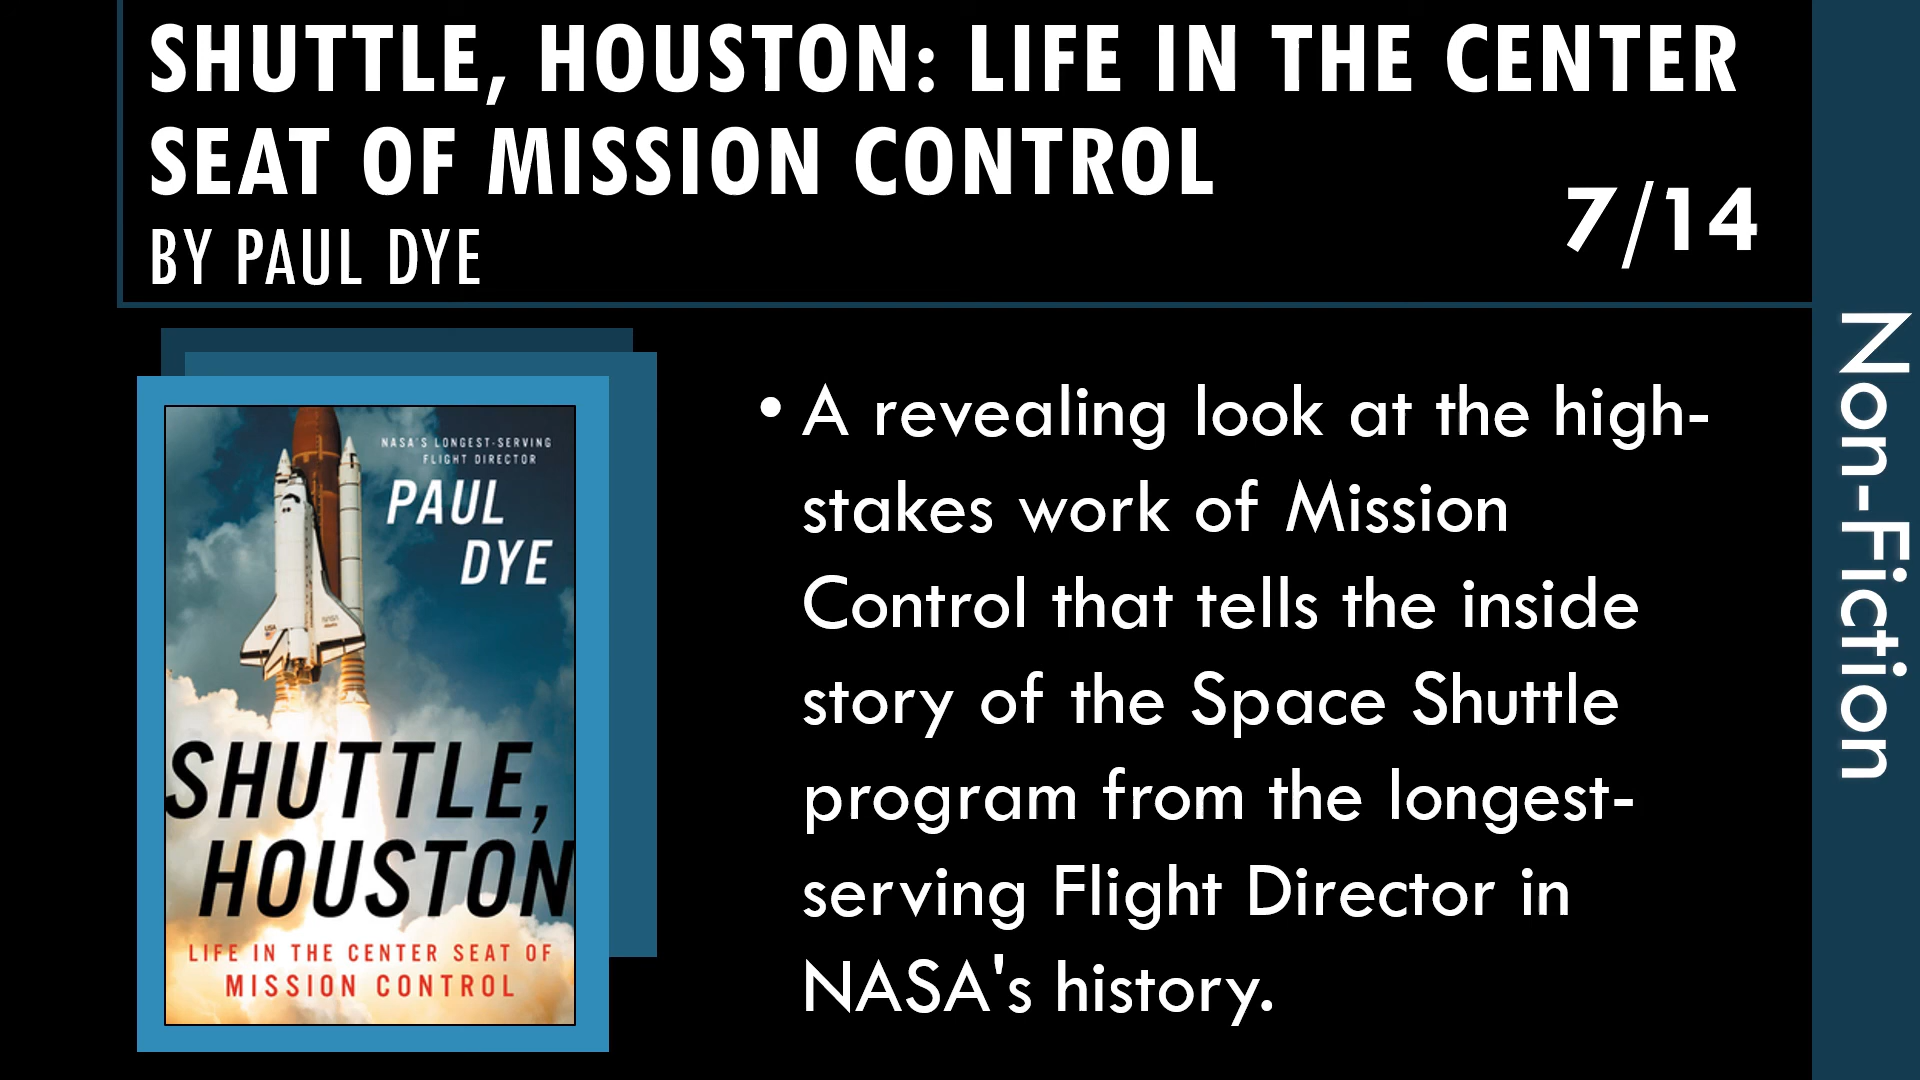 SHUTTLE, HOUSTON: LIFE IN THE CENTER
SEAT OF MISSION CONTROL
BY PAUL DYE
7/14
Non-Fiction
NASA'S LONGEST-SERVING
FLIGHT DIRECTOR
PAUL
DYE
USA
SHUTTLE,
HOUSTON
LIFE IN THE CENTER SEAT OF
MISSION CONTROL
• A revealing look at the high-
stakes work of Mission
Control that tells the inside
story of the Space Shuttle
program from the longest-
serving Flight Director in
NASA's history.